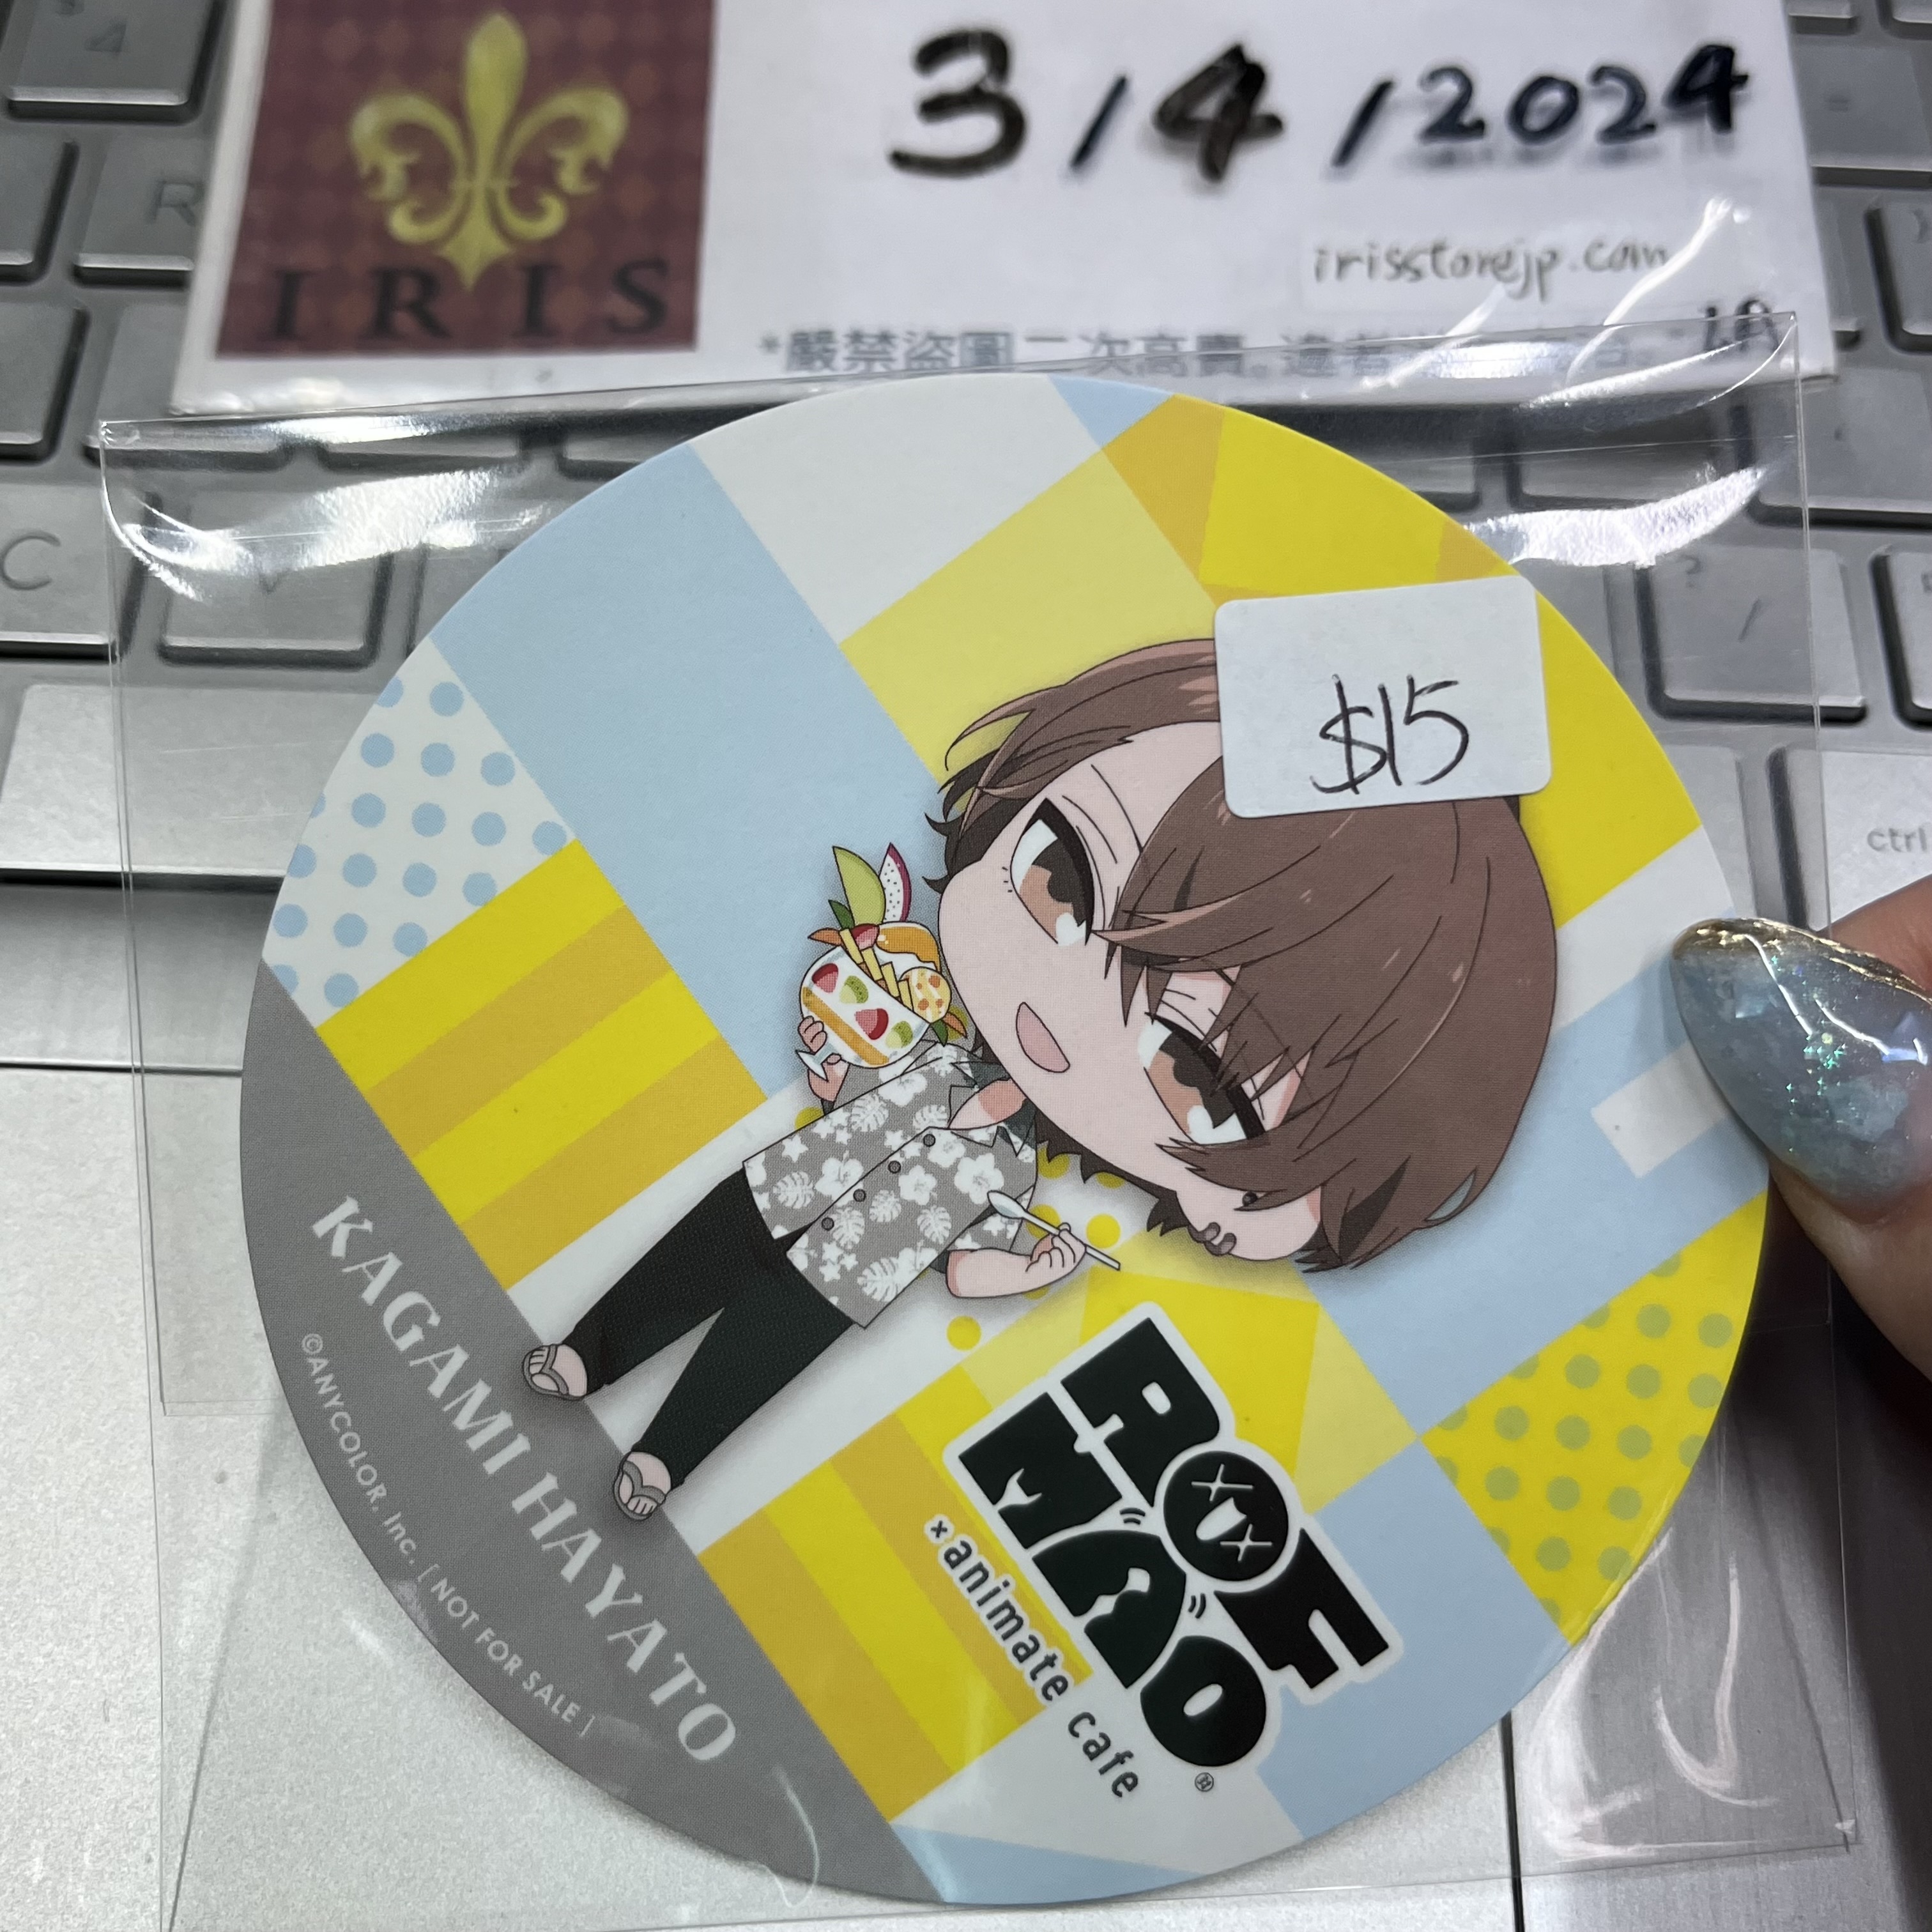 IRIS
3/4/2024
irisstorejp.com
*嚴禁盜圖二次高賣。違者
$15
KAGAMI HAYATO
©ANYCOLOR, Inc. [ NOT FOR SALE ]
ROF
MAO
×animate cafe
R
C
V
?
/
ctrl